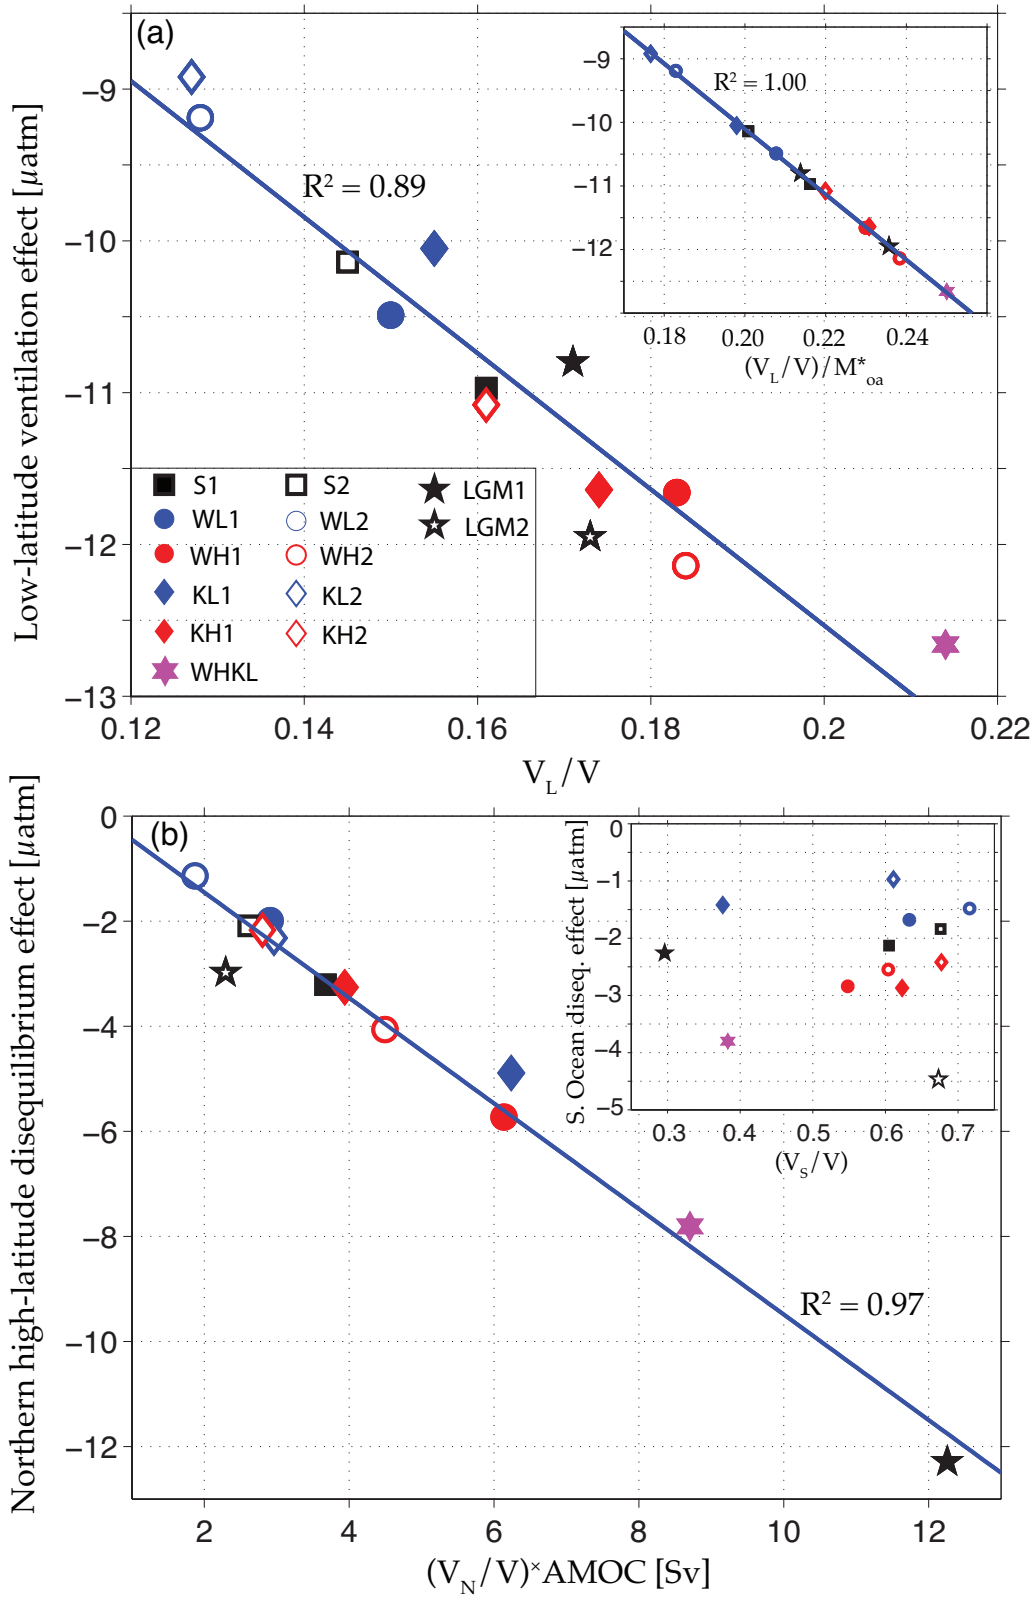 (a)
Low-latitude ventilation effect [μatm]
−9
−10
−11
−12
−13
0.12
0.14
0.16
0.18
0.2
0.22
V_L/V
R² = 0.89
S1
S2
LGM1
WL1
WL2
LGM2
WH1
WH2
KL1
KL2
KH1
KH2
WHKL
−9
−10
−11
−12
0.18
0.20
0.22
0.24
R² = 1.00
(V_L/V)/M*_oa
(b)
Northern high-latitude disequilibrium effect [μatm]
0
−2
−4
−6
−8
−10
−12
2
4
6
8
10
12
(V_N/V)×AMOC [Sv]
R² = 0.97
S. Ocean diseq. effect [μatm]
0
−1
−2
−3
−4
−5
0.3
0.4
0.5
0.6
0.7
(V_S/V)